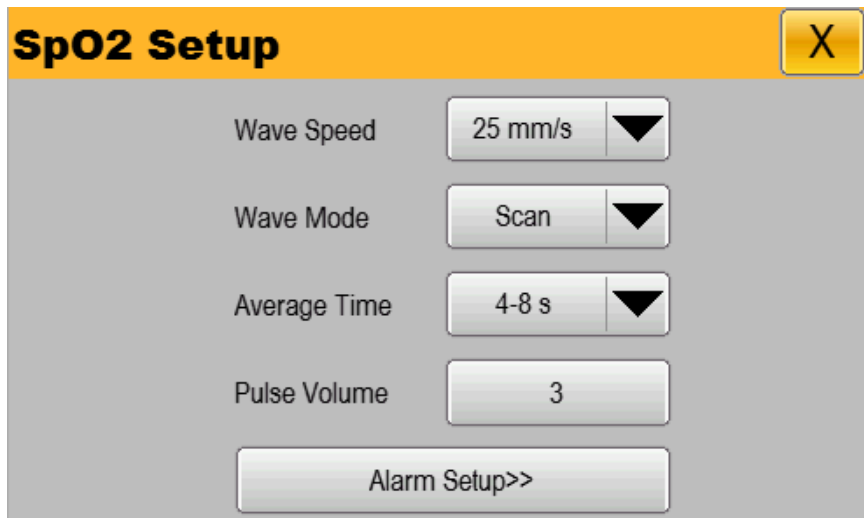 SpO2 Setup X
Wave Speed 25 mm/s
Wave Mode Scan
Average Time 4-8 s
Pulse Volume 3
Alarm Setup>>